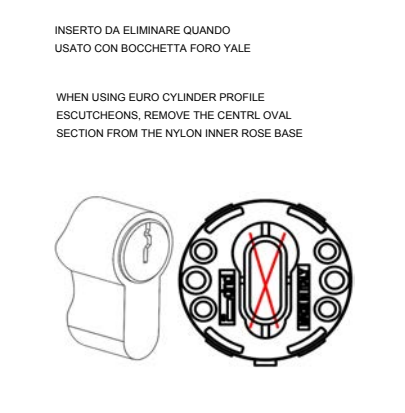 INSERTO DA ELIMINARE QUANDO
USATO CON BOCCHETTA FORO YALE
WHEN USING EURO CYLINDER PROFILE
ESCUTCHEONS, REMOVE THE CENTRL OVAL
SECTION FROM THE NYLON INNER ROSE BASE